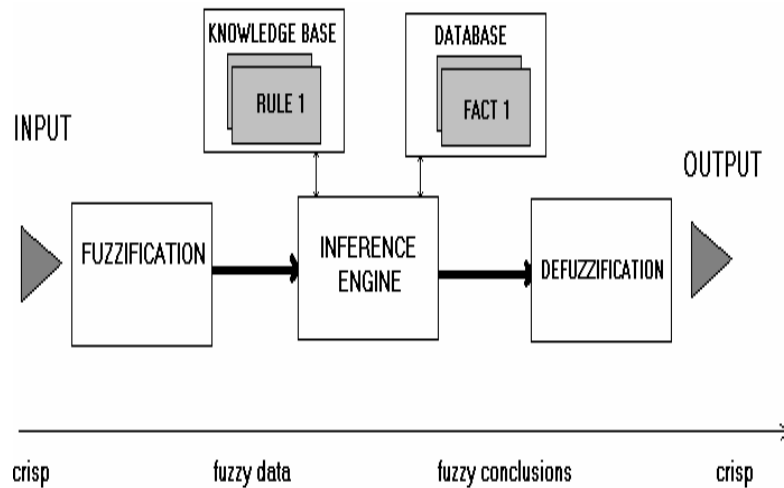 KNOWLEDGE BASE
RULE 1
DATABASE
FACT 1
INPUT
OUTPUT
FUZZIFICATION
INFERENCE
ENGINE
DEFUZZIFICATION
crisp
fuzzy data
fuzzy conclusions
crisp